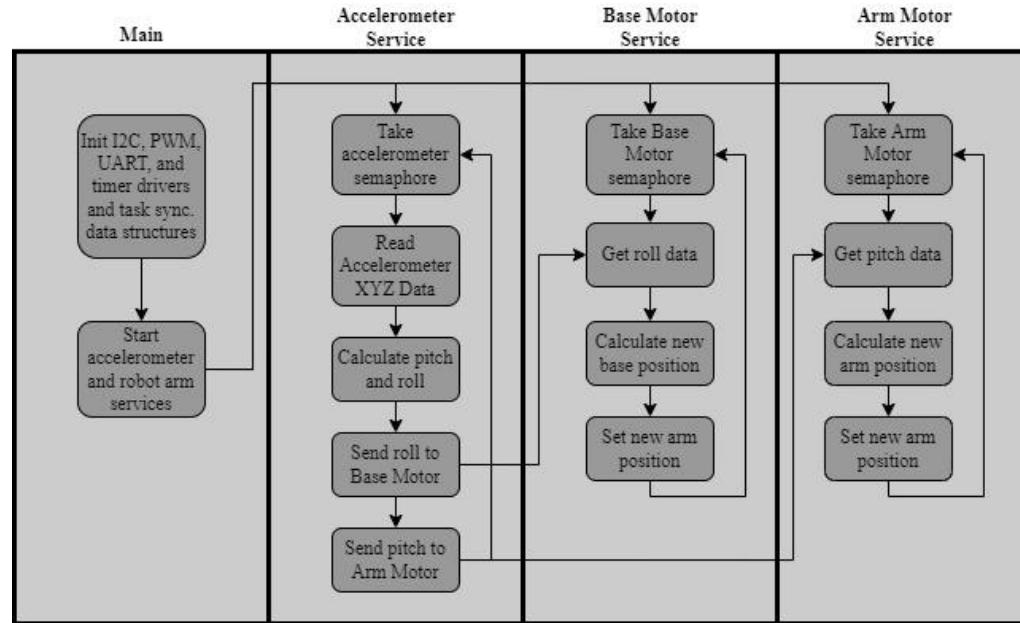 Main
Accelerometer
Service
Base Motor
Service
Arm Motor
Service
Init I2C, PWM,
UART, and
timer drivers
and task sync.
data structures
Start
accelerometer
and robot arm
services
Take
accelerometer
semaphore
Read
Accelerometer
XYZ Data
Calculate pitch
and roll
Send roll to
Base Motor
Send pitch to
Arm Motor
Take Base
Motor
semaphore
Get roll data
Calculate new
base position
Set new arm
position
Take Arm
Motor
semaphore
Get pitch data
Calculate new
arm position
Set new arm
position